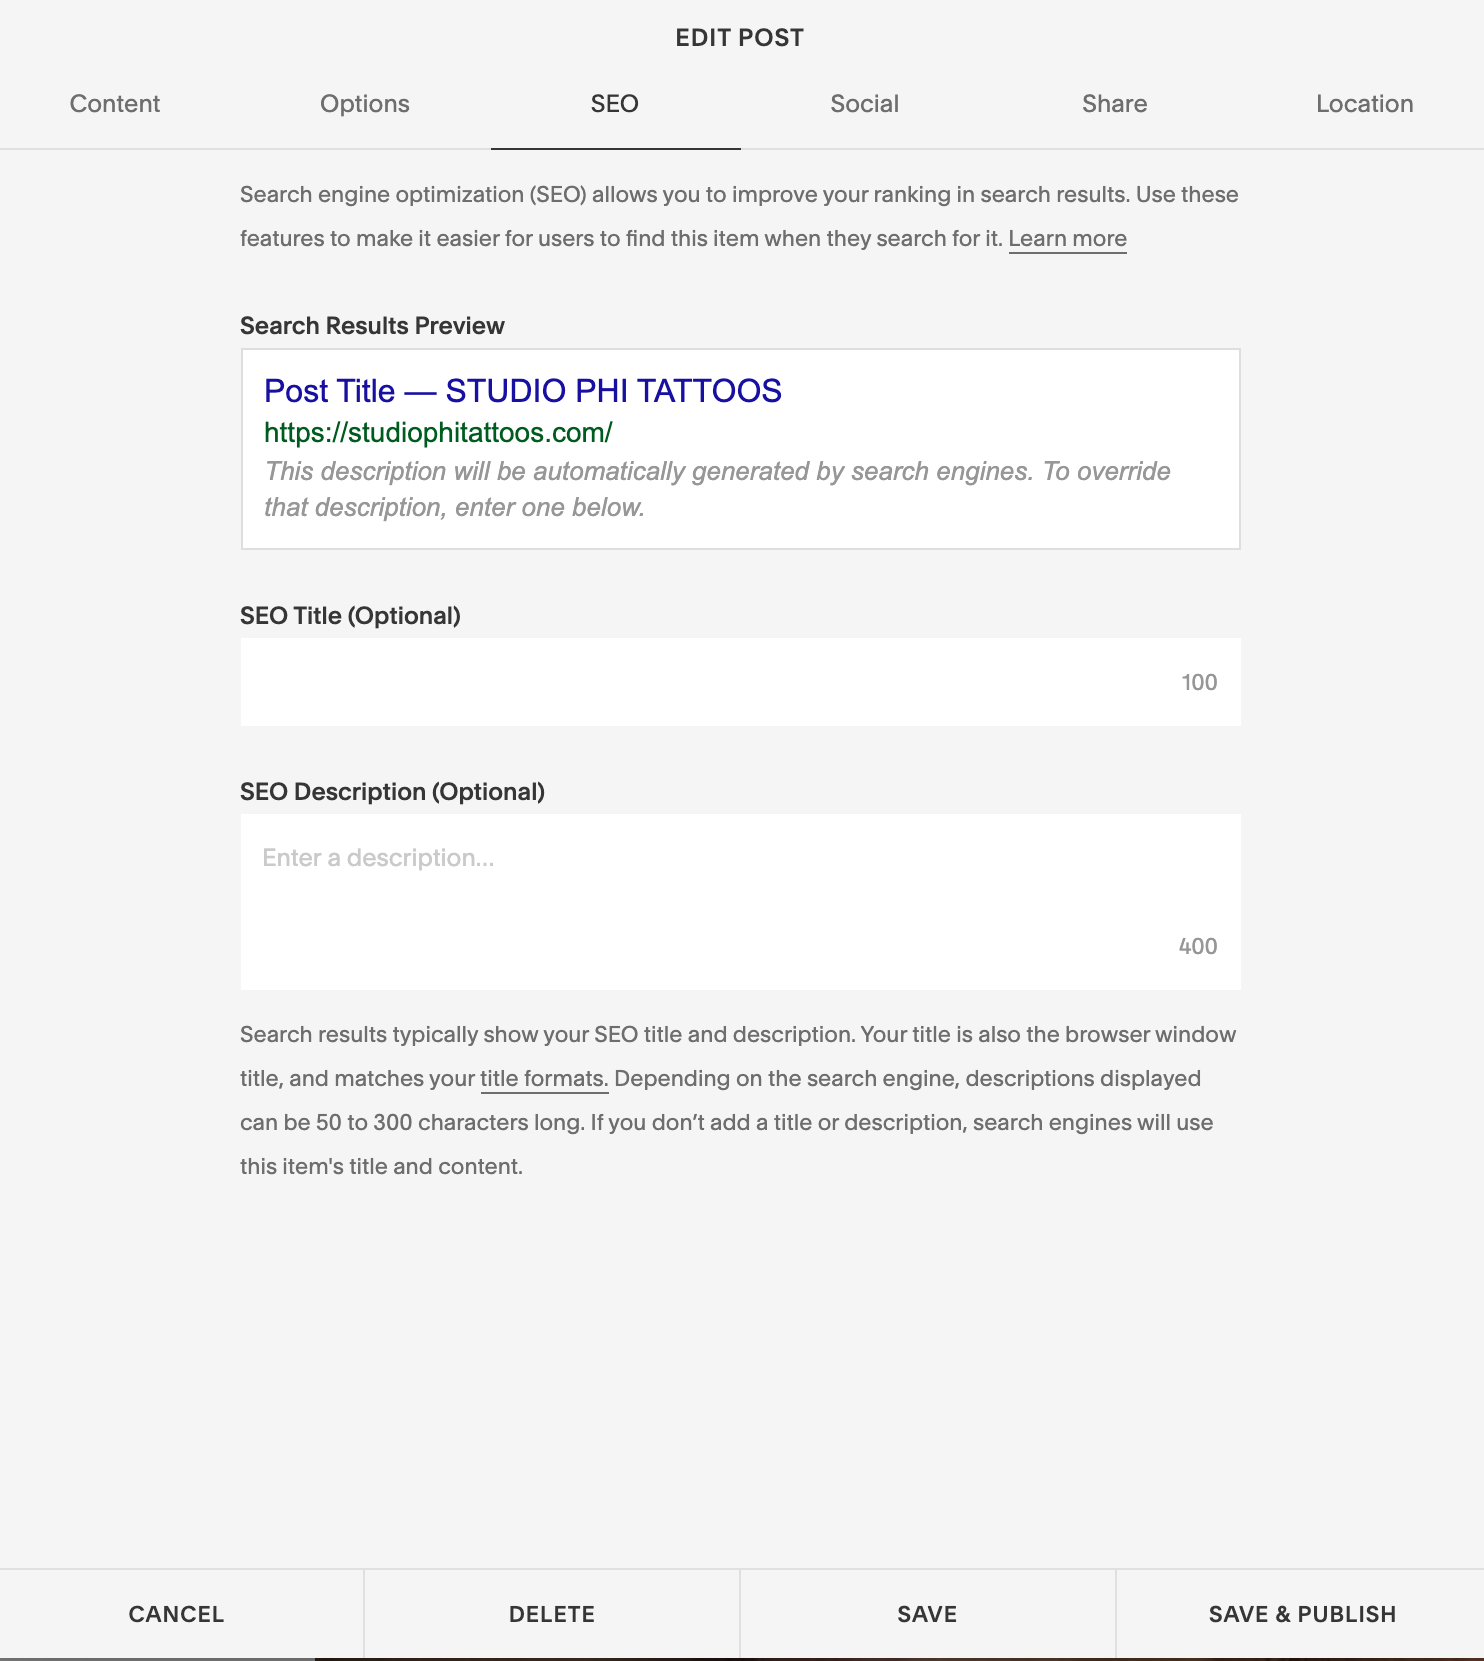 EDIT POST
Content Options SEO Social Share Location
Search engine optimization (SEO) allows you to improve your ranking in search results. Use these
features to make it easier for users to find this item when they search for it. Learn more
Search Results Preview
Post Title — STUDIO PHI TATTOOS
https://studiophitattoos.com/
This description will be automatically generated by search engines. To override
that description, enter one below.
SEO Title (Optional)
100
SEO Description (Optional)
Enter a description...
400
Search results typically show your SEO title and description. Your title is also the browser window
title, and matches your title formats. Depending on the search engine, descriptions displayed
can be 50 to 300 characters long. If you don’t add a title or description, search engines will use
this item's title and content.
CANCEL DELETE SAVE SAVE & PUBLISH